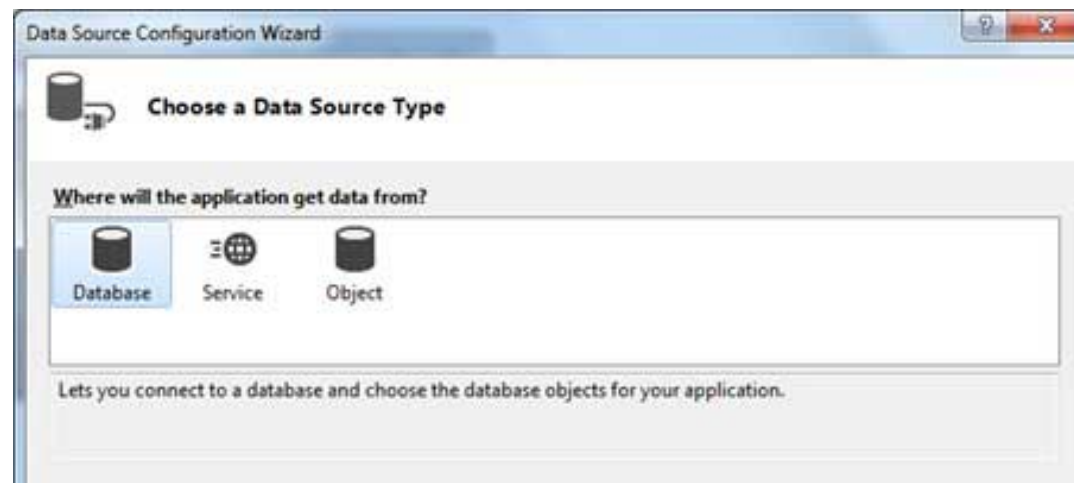 Data Source Configuration Wizard
Choose a Data Source Type
Where will the application get data from?
Database Service Object
Lets you connect to a database and choose the database objects for your application.